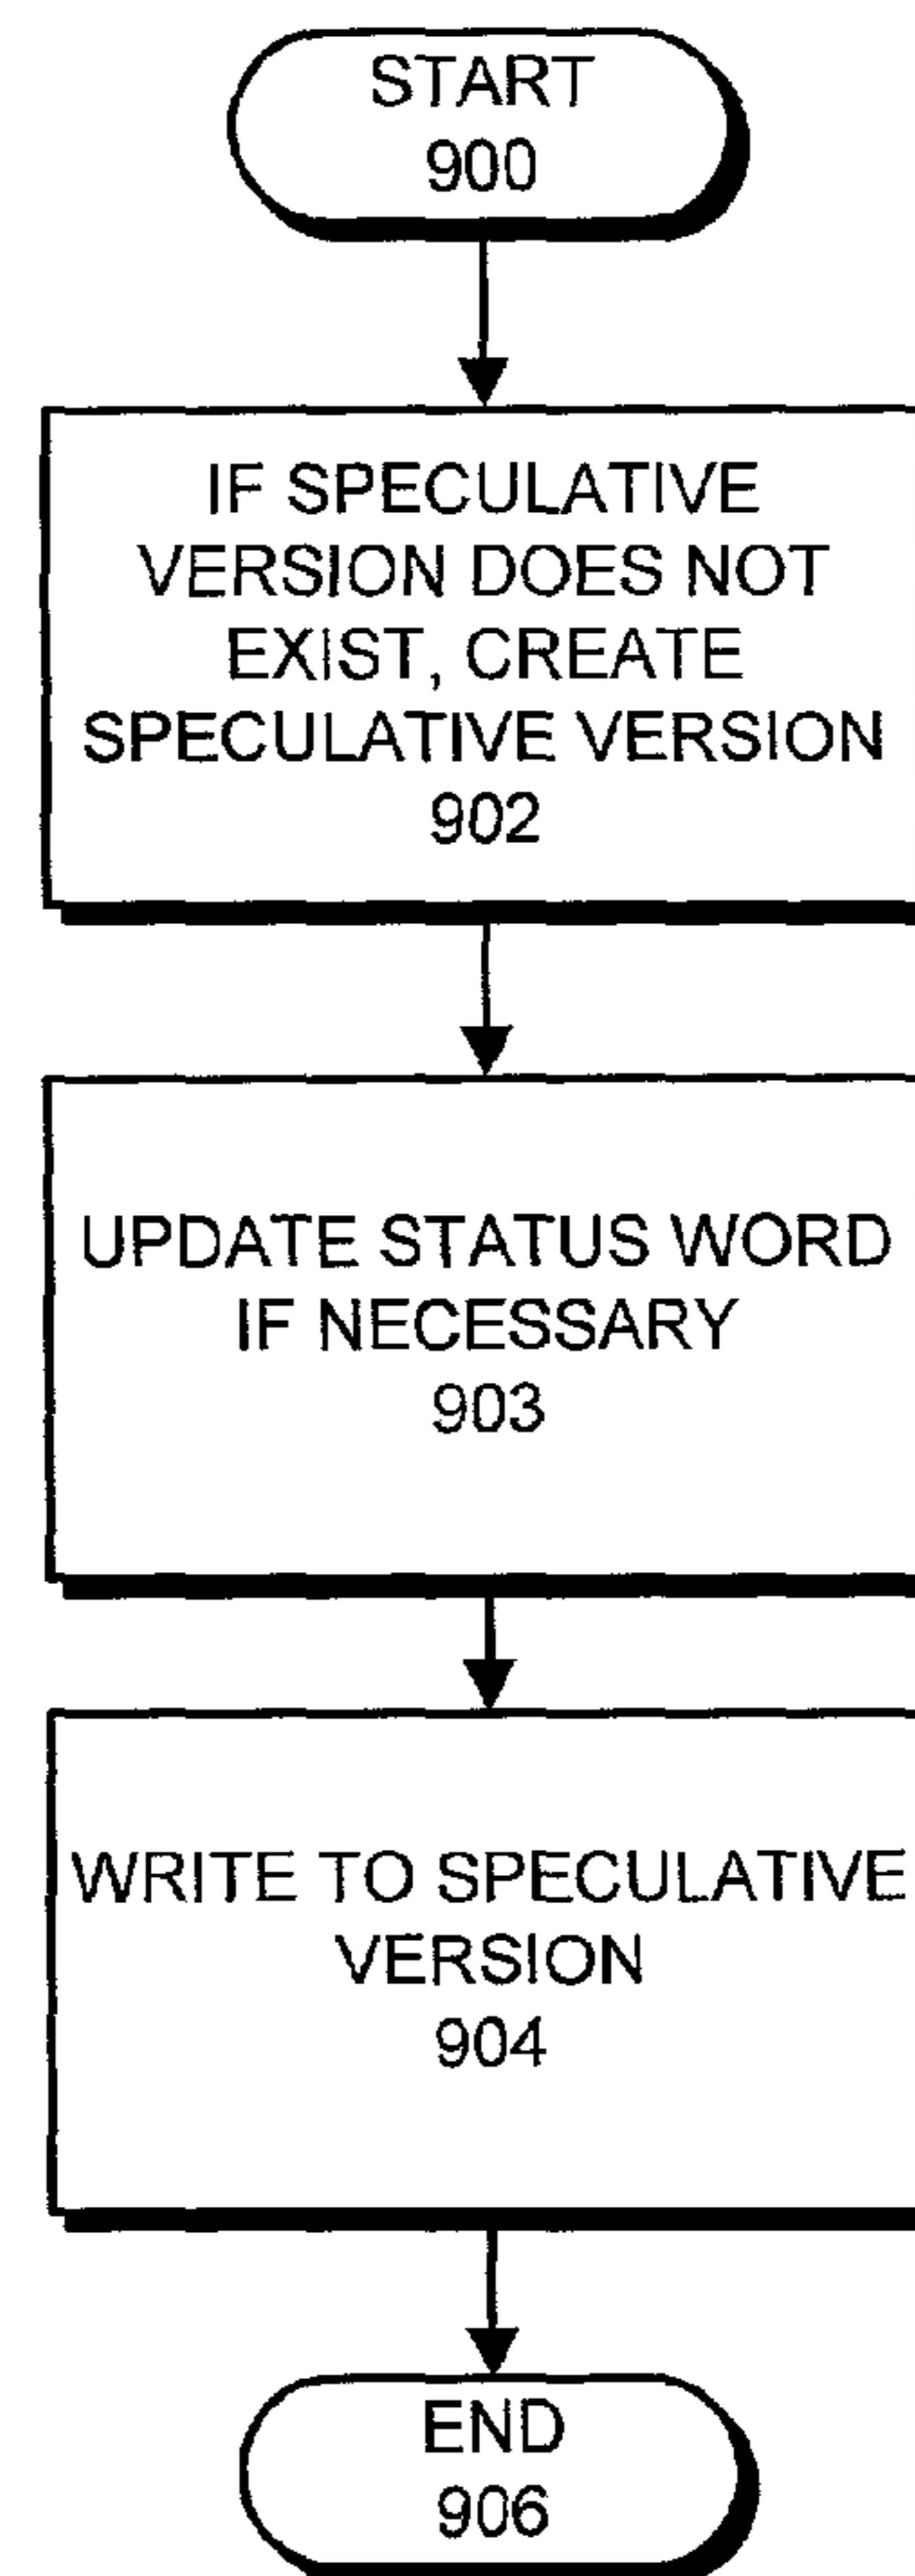 START
900
IF SPECULATIVE
VERSION DOES NOT
EXIST, CREATE
SPECULATIVE VERSION
902
UPDATE STATUS WORD
IF NECESSARY
903
WRITE TO SPECULATIVE
VERSION
904
END
906